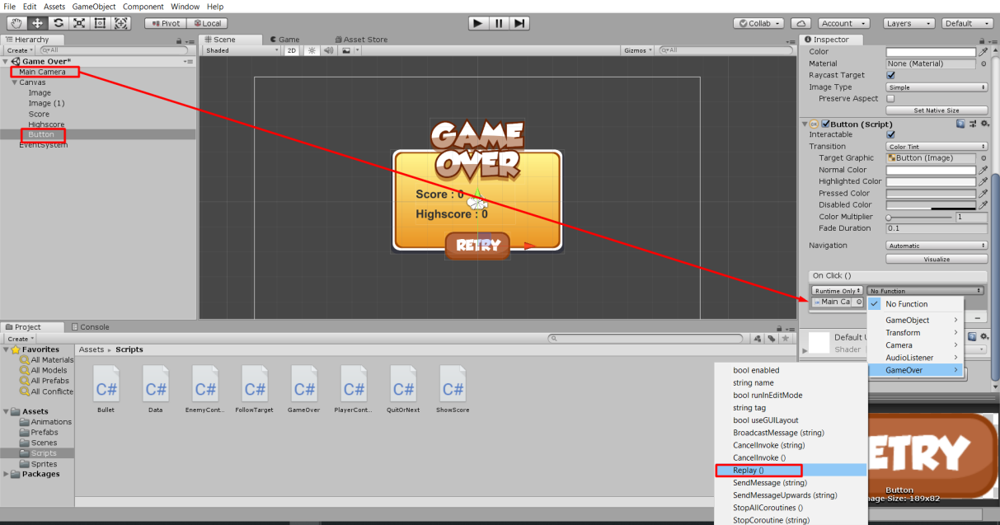 File Edit Assets GameObject Component Window Help
Pivot Local Collab Account Layers Default
Hierarchy
Create All
Game Over*
Main Camera
Canvas
Image
Image (1)
Score
Highscore
Button
EventSystem
Scene Game Asset Store
Shaded 2D Gizmos All
GAME
OVER
Score : 0
Highscore : 0
RETRY
Inspector
Color
Material None (Material)
Raycast Target
Image Type Simple
Preserve Aspect
Set Native Size
Button (Script)
Interactable
Transition Color Tint
Target Graphic Button (Image)
Normal Color
Highlighted Color
Pressed Color
Disabled Color
Color Multiplier 1
Fade Duration 0.1
Navigation Automatic
Visualize
On Click ()
Runtime Only No Function
Main Ca
No Function
GameObject
Transform
Camera
AudioListener
GameOver
Shader
Project Console
Create
Favorites
All Materials
All Models
All Prefabs
All Conflicte
Assets
Animations
Prefabs
Scenes
Scripts
Sprites
Packages
Assets Scripts
C# C# C# C# C# C# C# C#
Bullet Data EnemyCont... FollowTarget GameOver PlayerCont... QuitOrNext ShowScore
bool enabled
string name
bool runInEditMode
string tag
bool useGUILayout
BroadcastMessage (string)
CancelInvoke (string)
CancelInvoke ()
Replay ()
SendMessage (string)
SendMessageUpwards (string)
StopAllCoroutines ()
StopCoroutine (string)
ETRY
Button
Size: 189x82